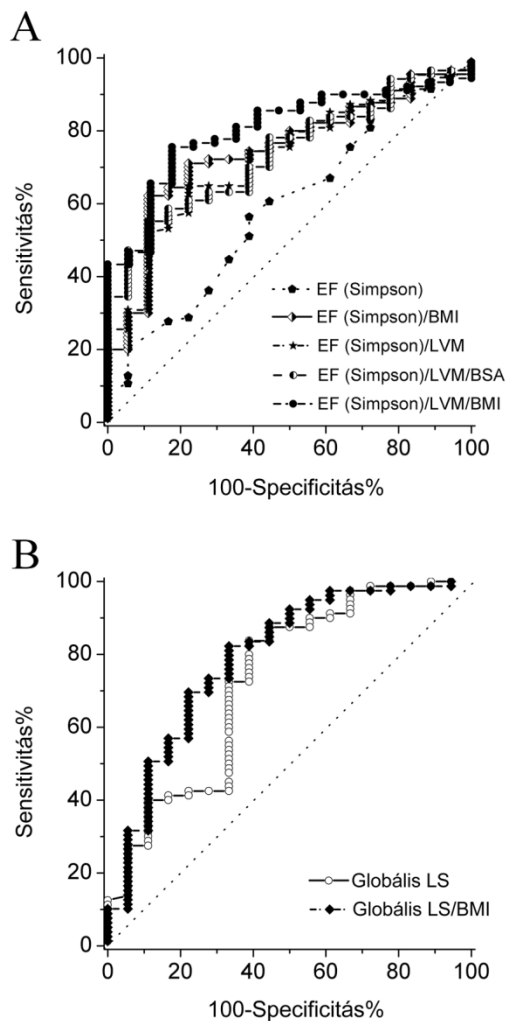 A
100
80
60
40
20
0
Sensitivitás%
EF (Simpson)
EF (Simpson)/BMI
EF (Simpson)/LVM
EF (Simpson)/LVM/BSA
EF (Simpson)/LVM/BMI
0 20 40 60 80 100
100-Specificitás%
B
100
80
60
40
20
0
Sensitivitás%
Globális LS
Globális LS/BMI
0 20 40 60 80 100
100-Specificitás%